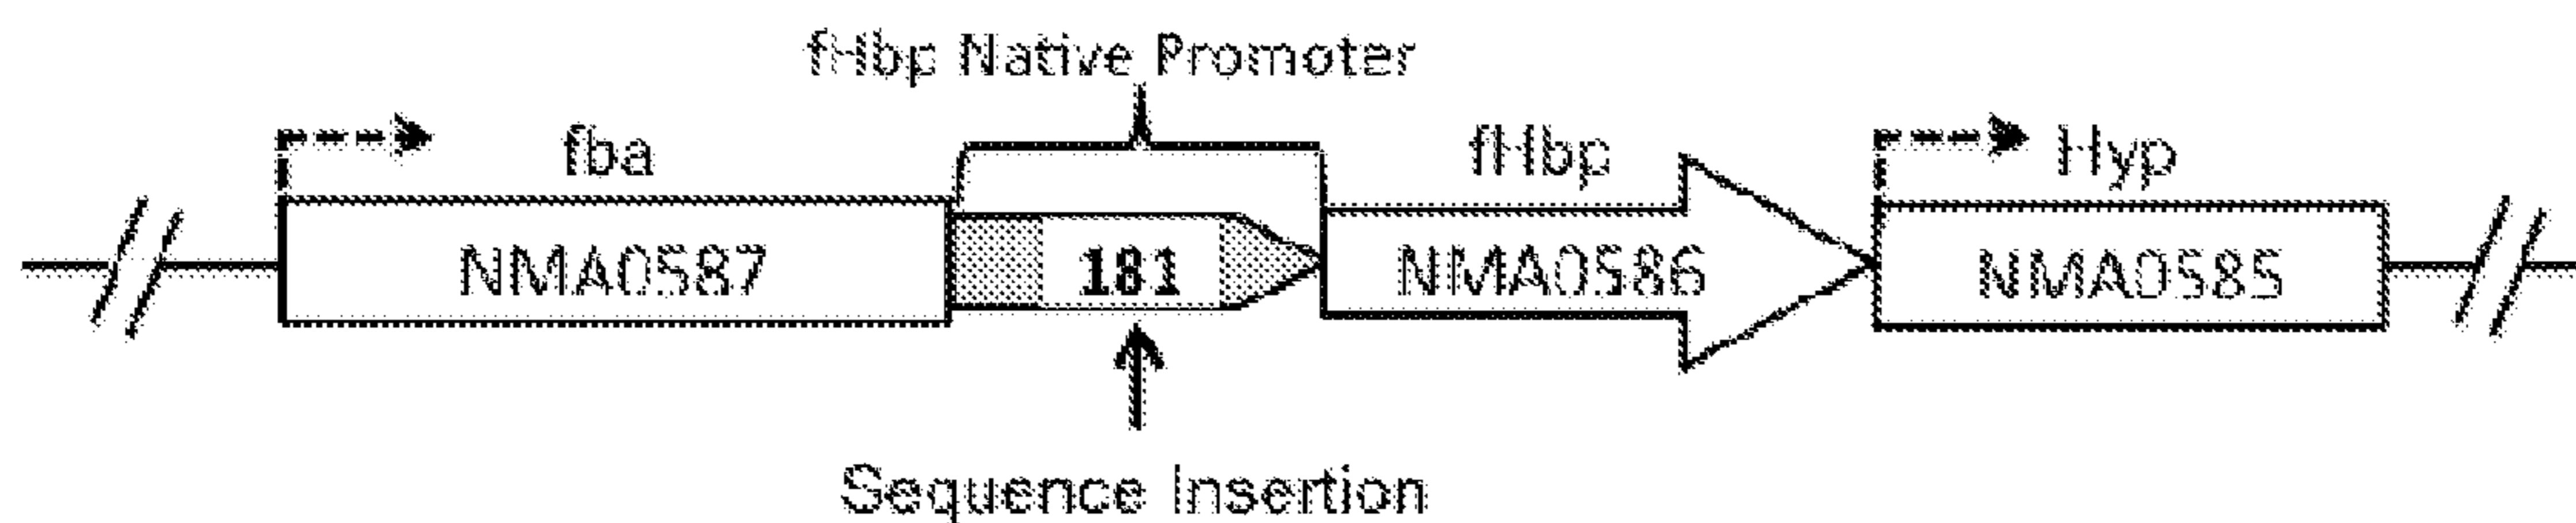 fHbp Native Promoter
fba
fHbp
Hyp
NMA0587
181
NMA0586
NMA0585
Sequence Insertion